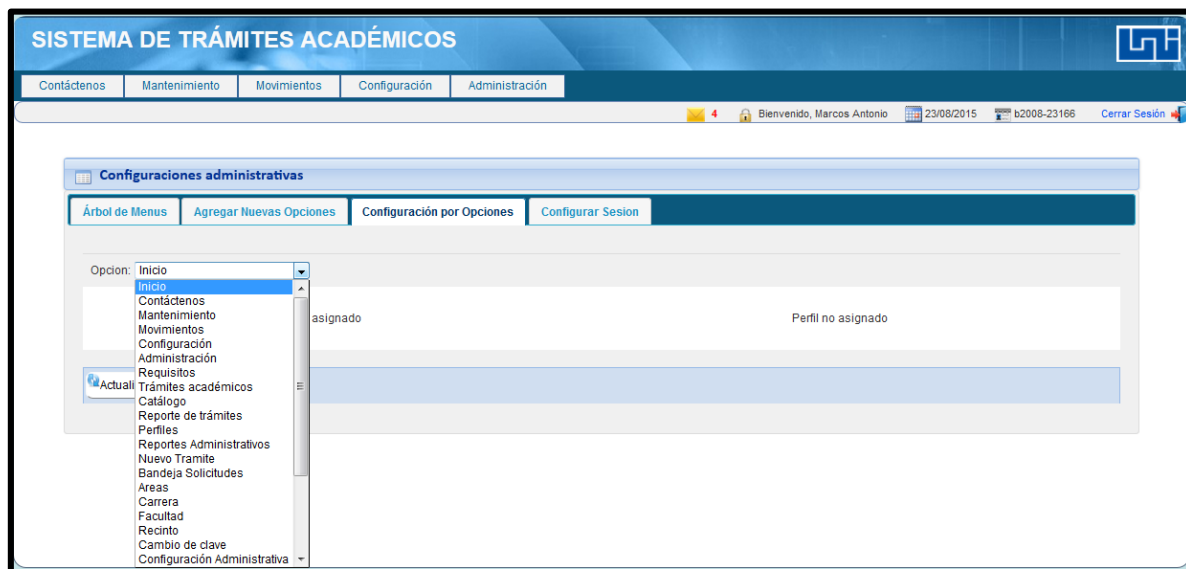 SISTEMA DE TRÁMITES ACADÉMICOS
Contáctenos Mantenimiento Movimientos Configuración Administración
4 Bienvenido, Marcos Antonio 23/08/2015 b2008-23166 Cerrar Sesión
Configuraciones administrativas
Árbol de Menus Agregar Nuevas Opciones Configuración por Opciones Configurar Sesion
Opcion: Inicio
Inicio
Contáctenos
Mantenimiento
asignado Perfil no asignado
Movimientos
Configuración
Administración
Requisitos
Actuali
Trámites académicos
Catálogo
Reporte de trámites
Perfiles
Reportes Administrativos
Nuevo Tramite
Bandeja Solicitudes
Areas
Carrera
Facultad
Recinto
Cambio de clave
Configuración Administrativa